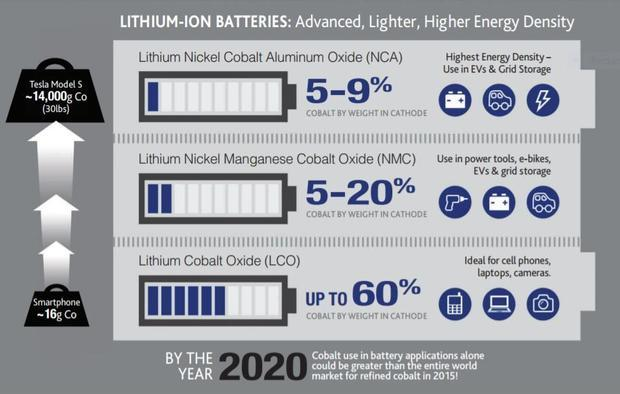 LITHIUM-ION BATTERIES: Advanced, Lighter, Higher Energy Density
Tesla Model S
~14,000g Co
(30lbs)
Lithium Nickel Cobalt Aluminum Oxide (NCA)
5-9%
COBALT BY WEIGHT IN CATHODE
Highest Energy Density –
Use in EVs & Grid Storage
Lithium Nickel Manganese Cobalt Oxide (NMC)
5-20%
COBALT BY WEIGHT IN CATHODE
Use in power tools, e-bikes,
EVs & grid storage
Lithium Cobalt Oxide (LCO)
UP TO 60%
COBALT BY WEIGHT IN CATHODE
Ideal for cell phones,
laptops, cameras.
Smartphone
~16g Co
BY THE
YEAR
2020
Cobalt use in battery applications alone
could be greater than the entire world
market for refined cobalt in 2015!